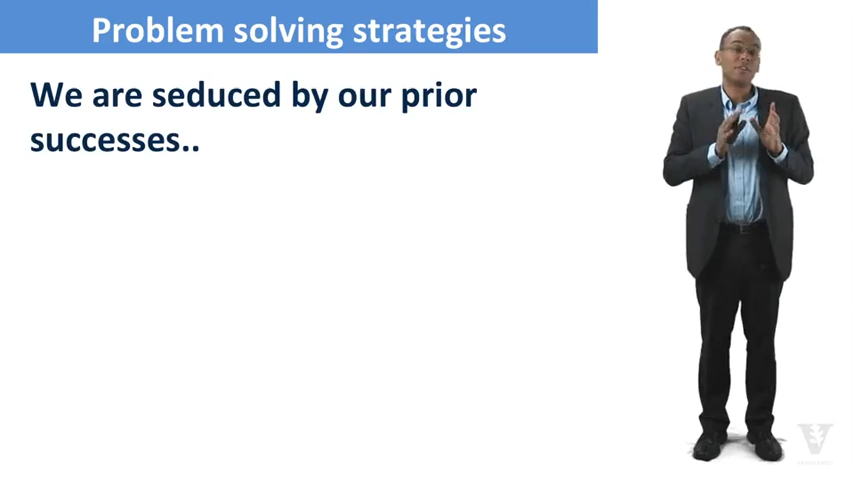 Problem solving strategies
We are seduced by our prior
successes..